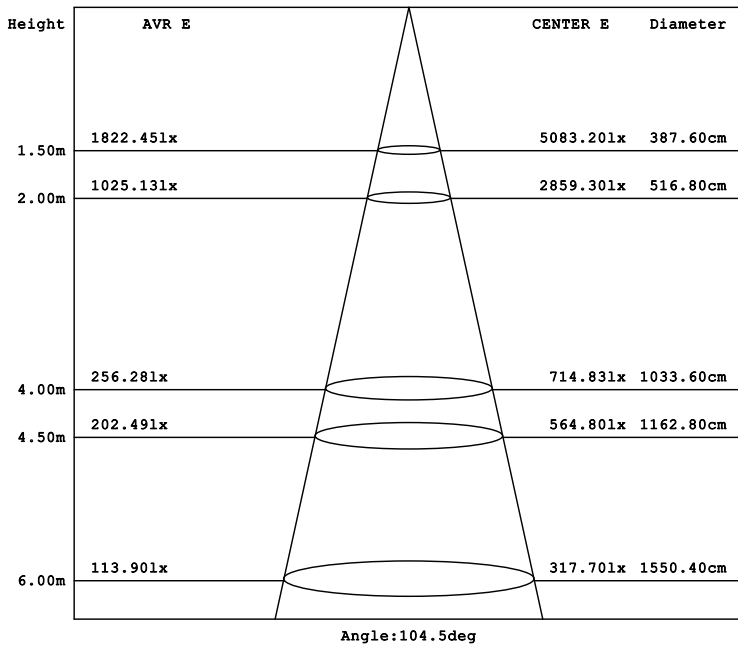 Height AVR E CENTER E Diameter
1822.45lx 5083.20lx 387.60cm
1.50m
1025.13lx 2859.30lx 516.80cm
2.00m
256.28lx 714.83lx 1033.60cm
4.00m
202.49lx 564.80lx 1162.80cm
4.50m
113.90lx 317.70lx 1550.40cm
6.00m
Angle:104.5deg